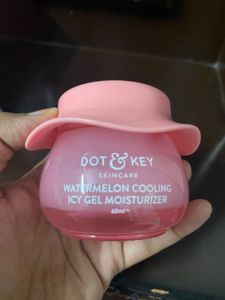 DOT & KEY
SKINCARE
WATERMELON COOLING
ICY GEL MOISTURIZER
60ml℮